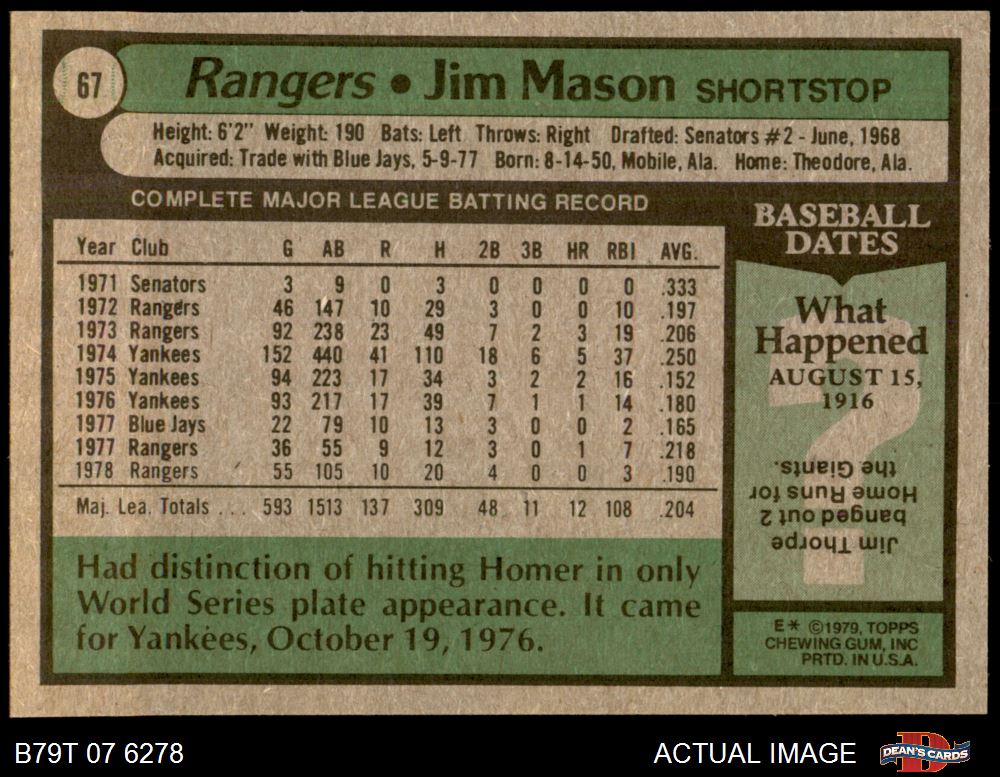 67
Rangers • Jim Mason SHORTSTOP
Height: 6'2" Weight: 190 Bats: Left Throws: Right Drafted: Senators #2 - June, 1968
Acquired: Trade with Blue Jays, 5-9-77 Born: 8-14-50, Mobile, Ala. Home: Theodore, Ala.
COMPLETE MAJOR LEAGUE BATTING RECORD
Year Club G AB R H 2B 3B HR RBI AVG.
1971 Senators 3 9 0 3 0 0 0 0 .333
1972 Rangers 46 147 10 29 3 0 0 10 .197
1973 Rangers 92 238 23 49 7 2 3 19 .206
1974 Yankees 152 440 41 110 18 6 5 37 .250
1975 Yankees 94 223 17 34 3 2 2 16 .152
1976 Yankees 93 217 17 39 7 1 1 14 .180
1977 Blue Jays 22 79 10 13 3 0 0 2 .165
1977 Rangers 36 55 9 12 3 0 1 7 .218
1978 Rangers 55 105 10 20 4 0 0 3 .190
Maj. Lea. Totals ... 593 1513 137 309 48 11 12 108 .204
Had distinction of hitting Homer in only
World Series plate appearance. It came
for Yankees, October 19, 1976.
BASEBALL
DATES
What
Happened
AUGUST 15,
1916
?
Jim Thorpe
banged out 2
Home Runs for
the Giants.
E* ©1979, TOPPS
CHEWING GUM, INC
PRTD. IN U.S.A.
B79T 07 6278
ACTUAL IMAGE
D
DEAN'S CARDS